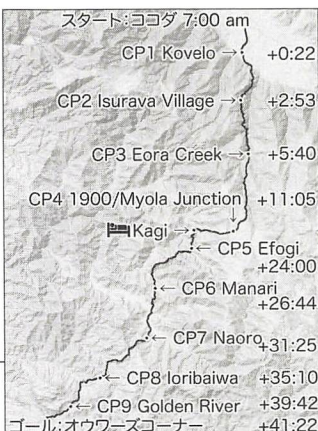 スタート:ココダ 7:00 am
CP1 Kovelo → +0:22
CP2 Isurava Village → +2:53
CP3 Eora Creek → +5:40
CP4 1900/Myola Junction +11:05
Kagi →
← CP5 Efogi
+24:00
← CP6 Manari
+26:44
← CP7 Naoro +31:25
← CP8 Ioribaiwa +35:10
← CP9 Golden River +39:42
ゴール:オウワーズコーナー +41:22